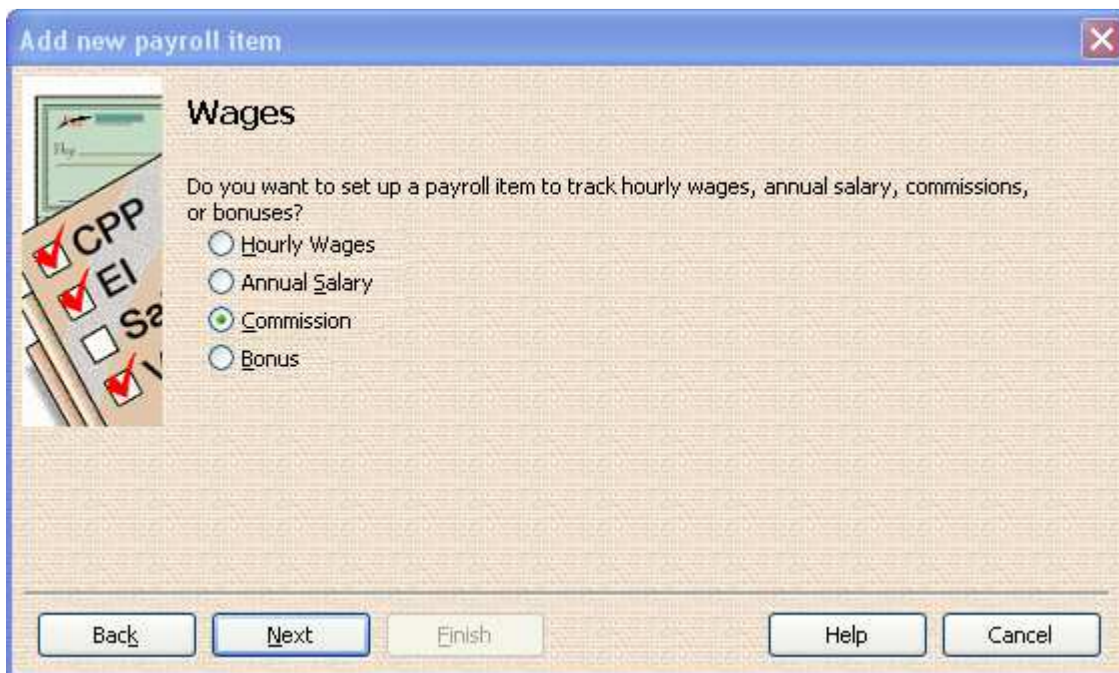 Add new payroll item
Wages
Do you want to set up a payroll item to track hourly wages, annual salary, commissions,
or bonuses?
Hourly Wages
Annual Salary
Commission
Bonus
CPP
EI
Sa
Back
Next
Finish
Help
Cancel